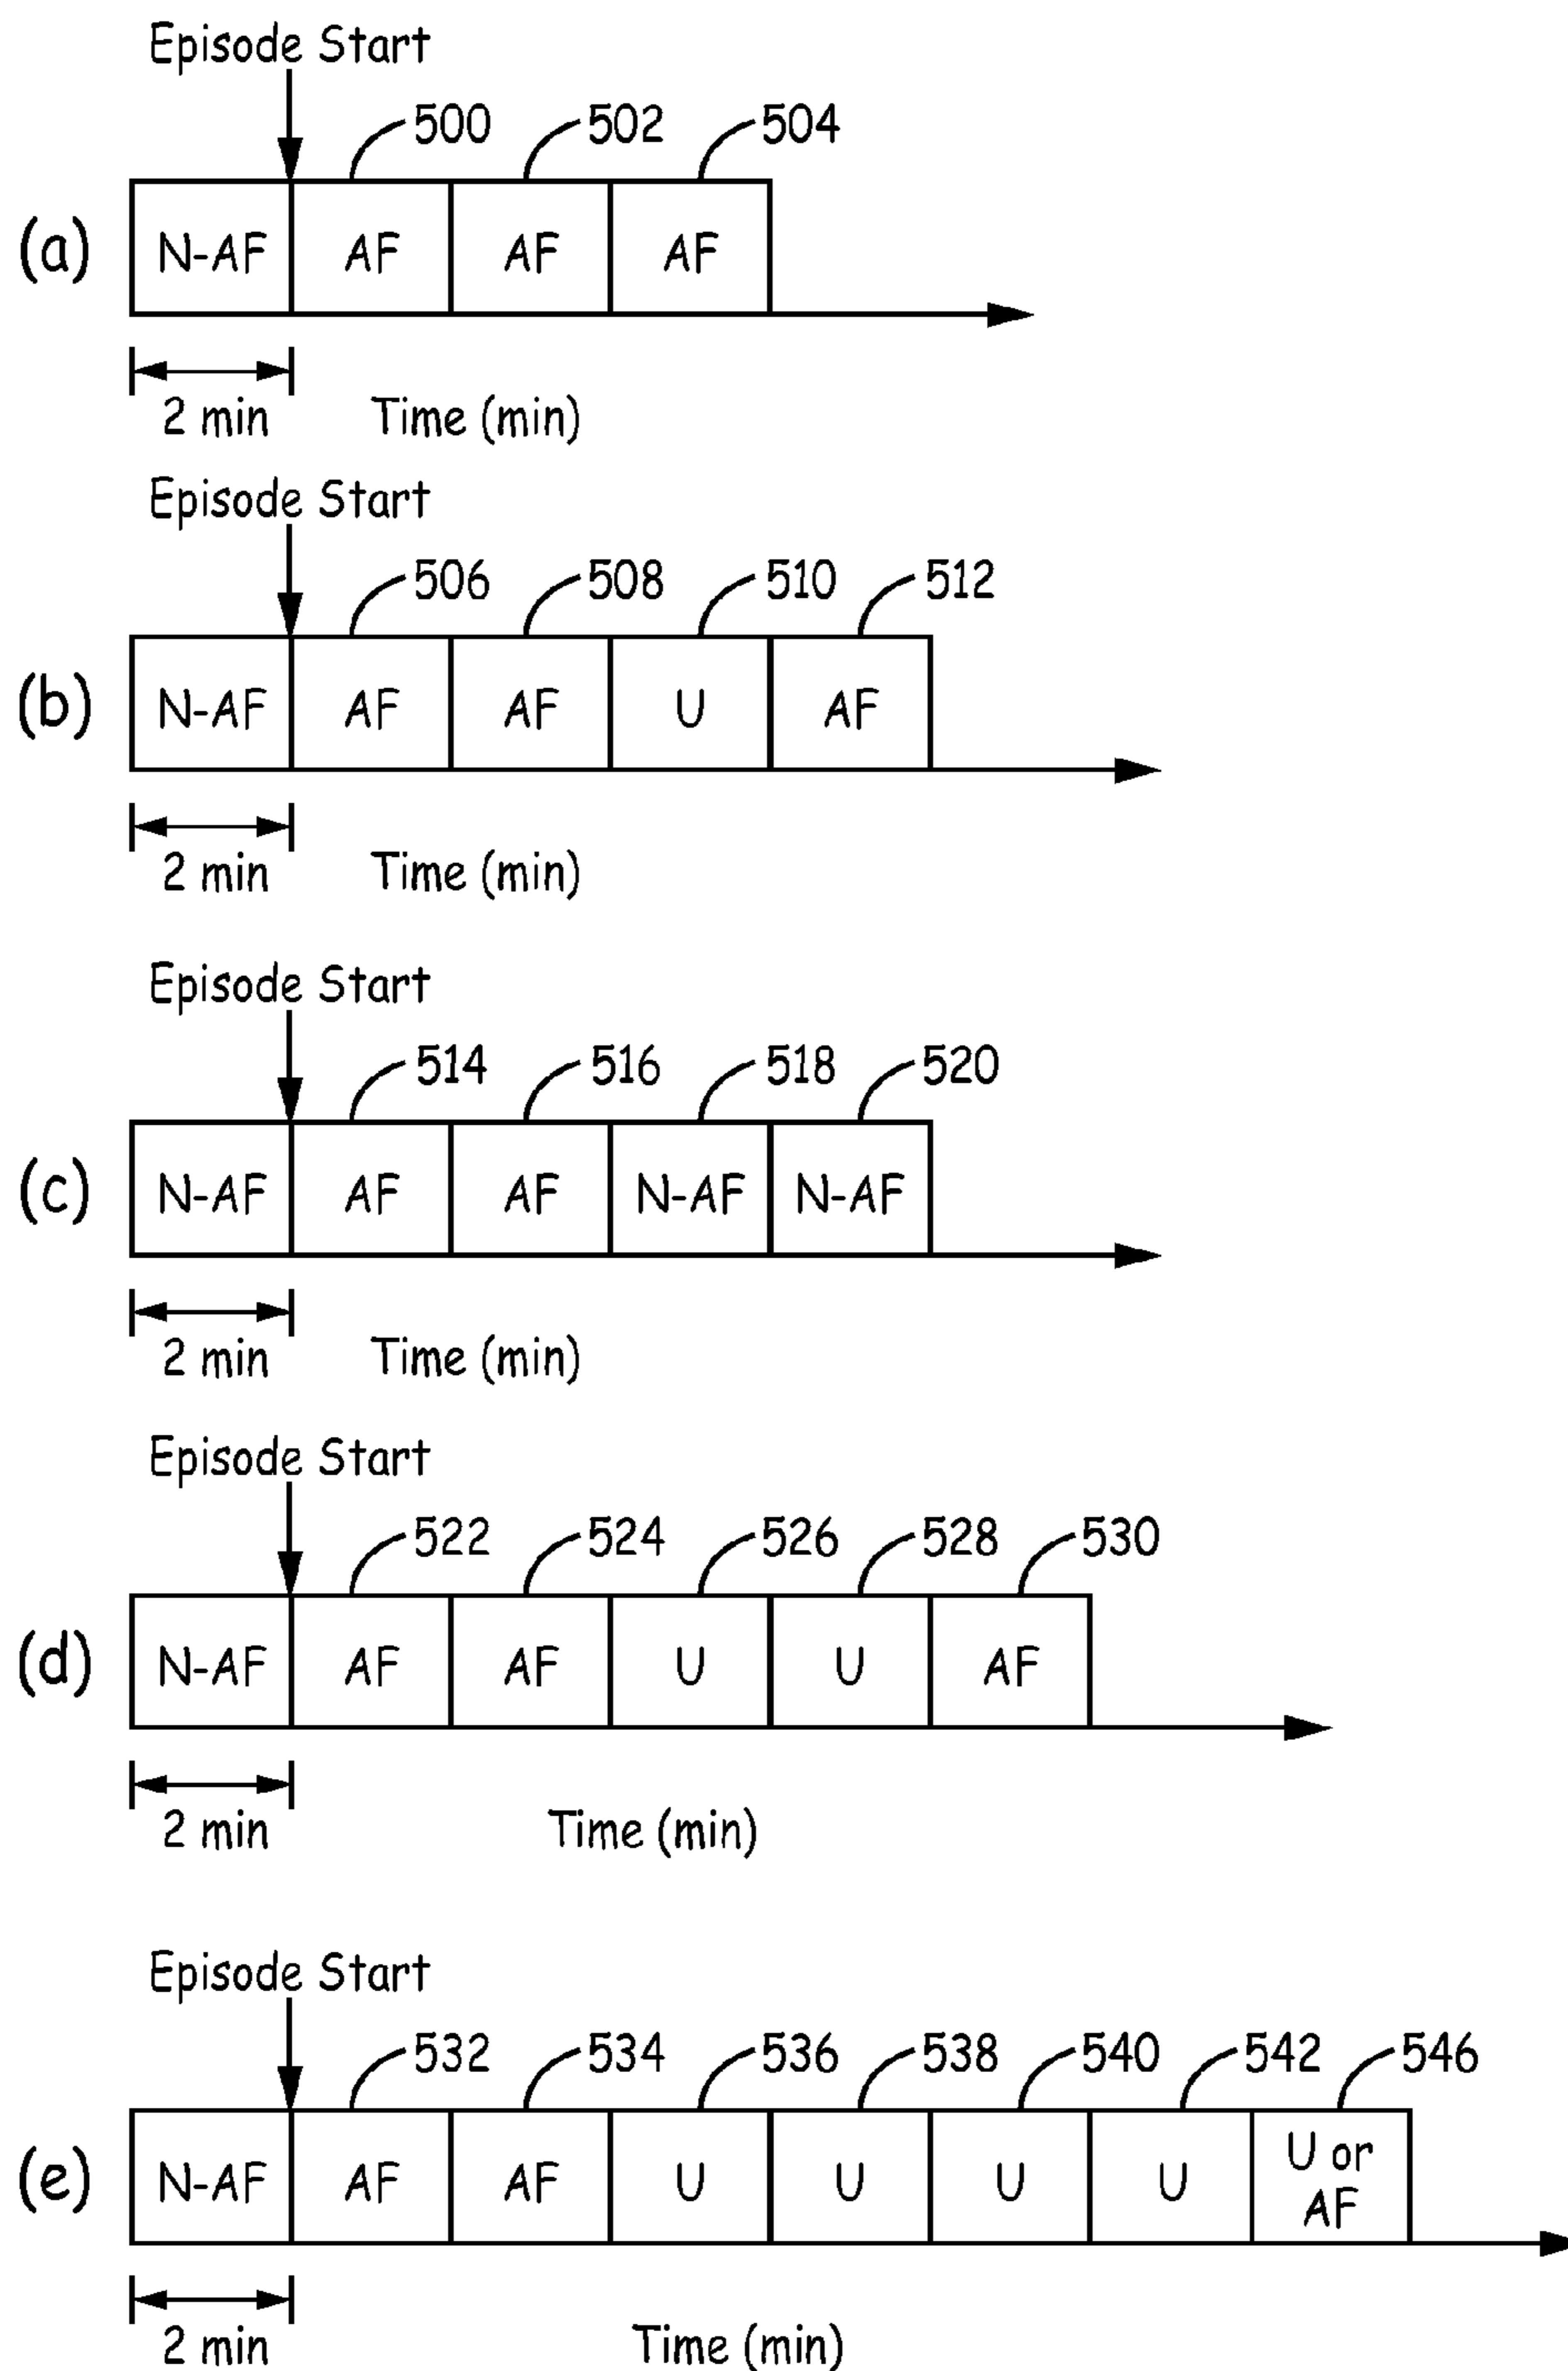 Episode Start
500 502 504
(a) N-AF AF AF AF
2 min Time (min)
Episode Start
506 508 510 512
(b) N-AF AF AF U AF
2 min Time (min)
Episode Start
514 516 518 520
(c) N-AF AF AF N-AF N-AF
2 min Time (min)
Episode Start
522 524 526 528 530
(d) N-AF AF AF U U AF
2 min Time (min)
Episode Start
532 534 536 538 540 542 546
(e) N-AF AF AF U U U U U or
AF
2 min Time (min)